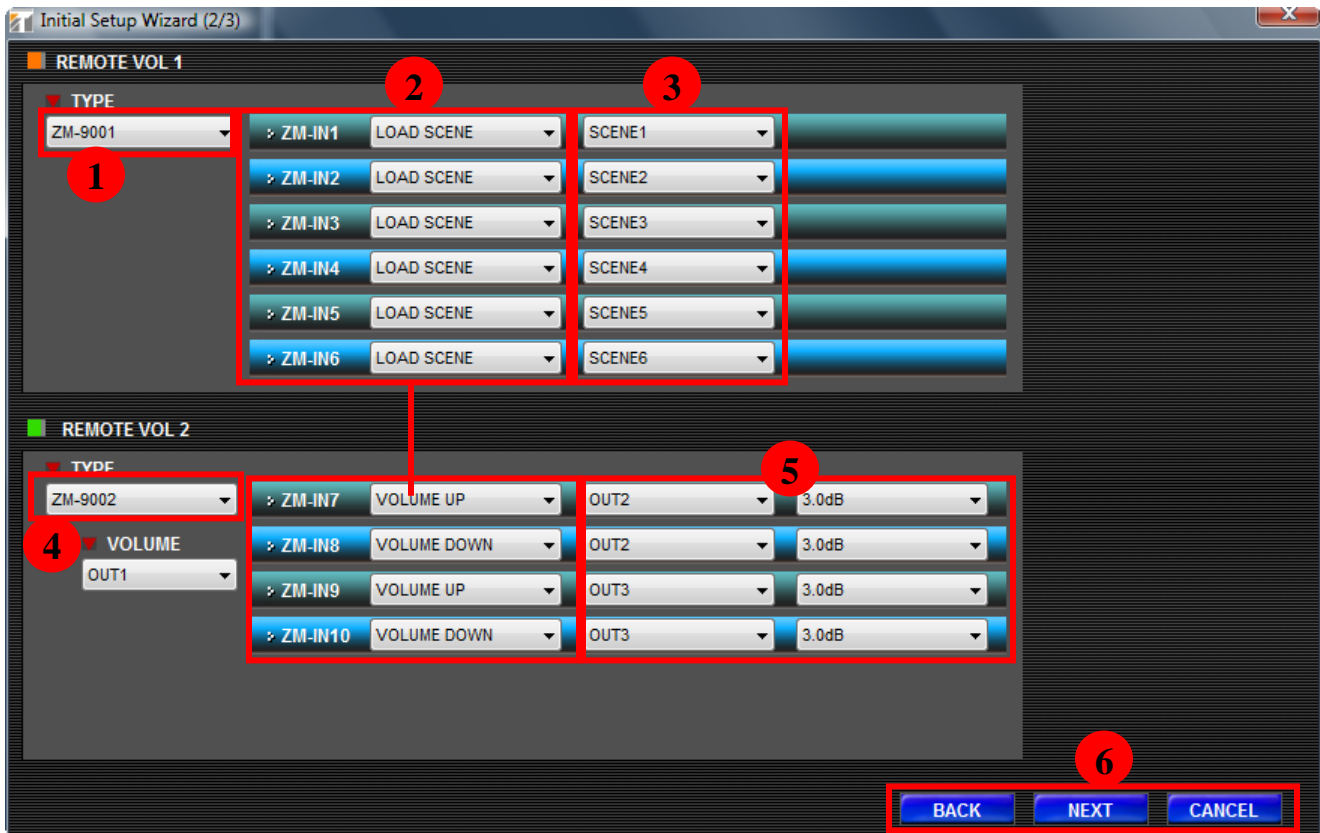 Initial Setup Wizard (2/3)
REMOTE VOL 1
2
3
TYPE
ZM-9001
ZM-IN1 LOAD SCENE SCENE1
1
ZM-IN2 LOAD SCENE SCENE2
ZM-IN3 LOAD SCENE SCENE3
ZM-IN4 LOAD SCENE SCENE4
ZM-IN5 LOAD SCENE SCENE5
ZM-IN6 LOAD SCENE SCENE6
REMOTE VOL 2
5
TYPE
ZM-9002
ZM-IN7 VOLUME UP OUT2 3.0dB
4
VOLUME
OUT1
ZM-IN8 VOLUME DOWN OUT2 3.0dB
ZM-IN9 VOLUME UP OUT3 3.0dB
ZM-IN10 VOLUME DOWN OUT3 3.0dB
6
BACK NEXT CANCEL